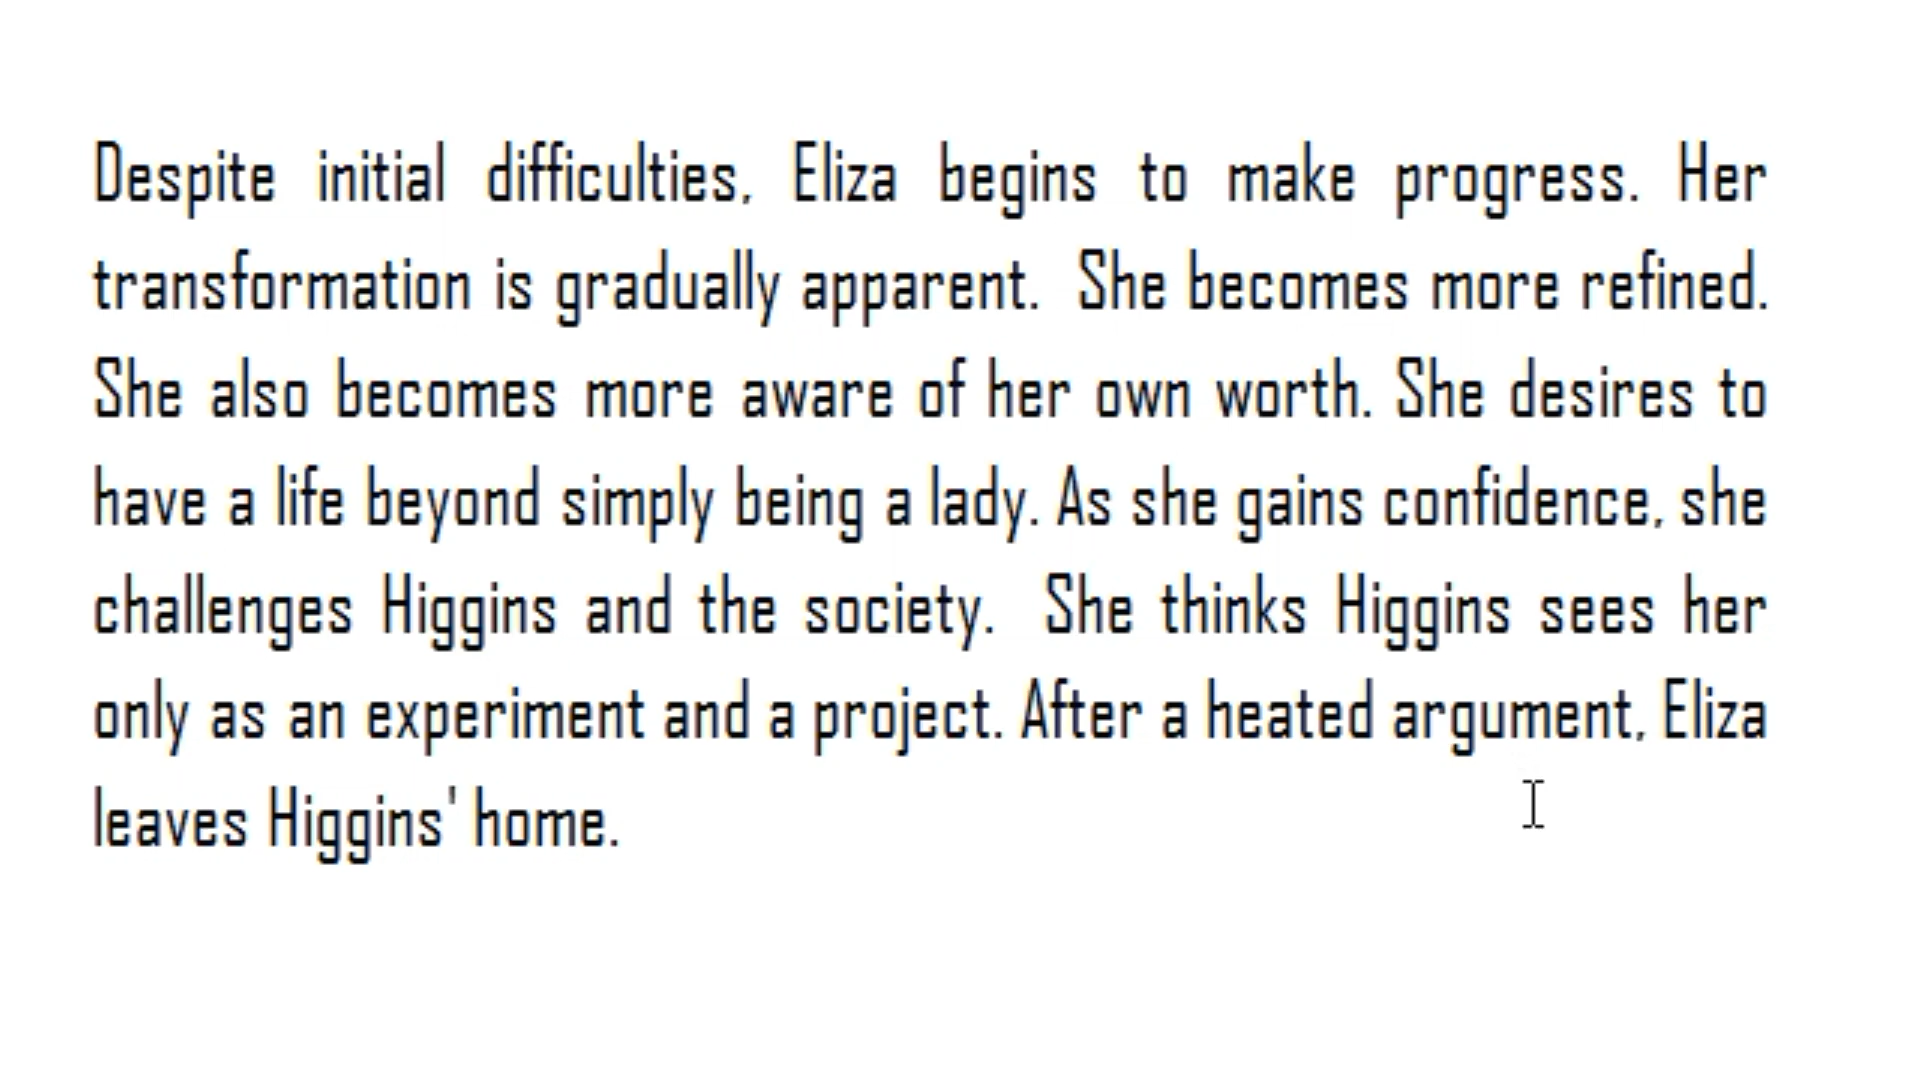 Despite initial difficulties, Eliza begins to make progress. Her
transformation is gradually apparent. She becomes more refined.
She also becomes more aware of her own worth. She desires to
have a life beyond simply being a lady. As she gains confidence, she
challenges Higgins and the society. She thinks Higgins sees her
only as an experiment and a project. After a heated argument, Eliza
leaves Higgins' home.